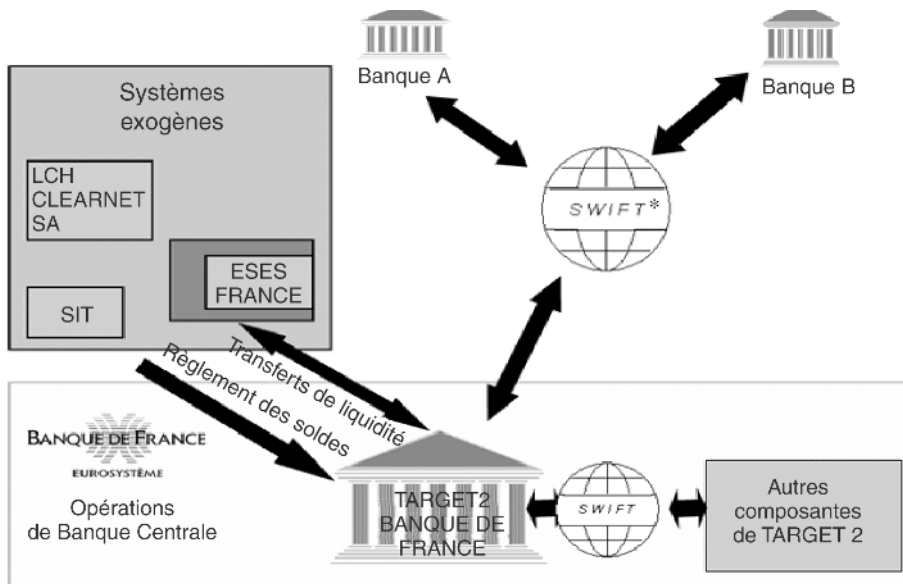 Banque A
Banque B
Systèmes
exogènes
LCH
CLEARNET
SA
SWIFT*
ESES
FRANCE
SIT
Transferts de liquidité
Règlement des soldes
BANQUE DE FRANCE
EUROSYSTÈME
Opérations
de Banque Centrale
TARGET2
BANQUE DE
FRANCE
SWIFT
Autres
composantes
de TARGET 2